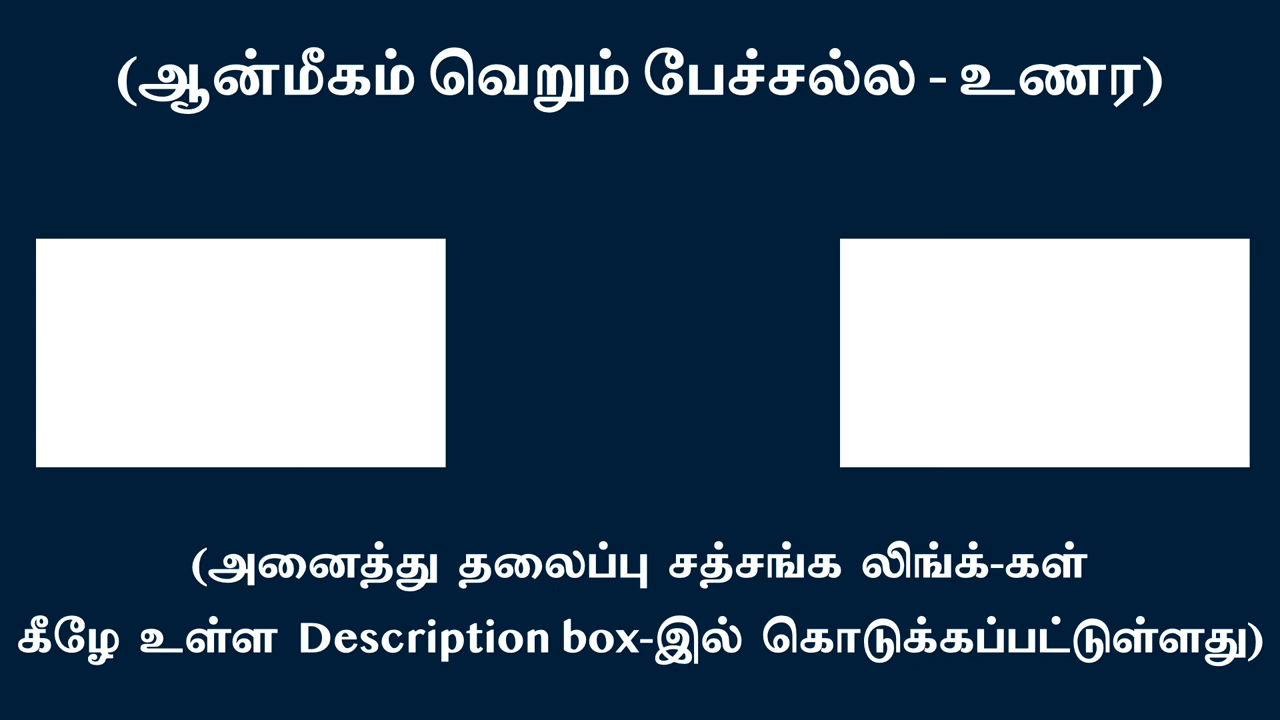 (ஆன்மீகம் வெறும் பேச்சல்ல - உணர)
(அனைத்து தலைப்பு சத்சங்க லிங்க்-கள்
கீழே உள்ள Description box-இல் கொடுக்கப்பட்டுள்ளது)